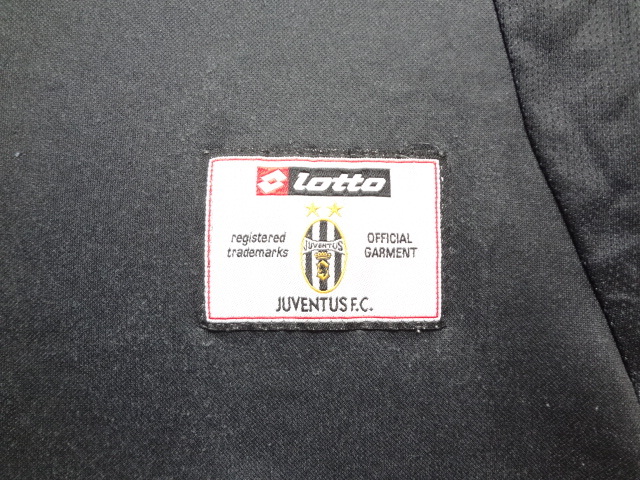 lotto
registered
trademarks
JUVENTUS
OFFICIAL
GARMENT
JUVENTUS F.C.